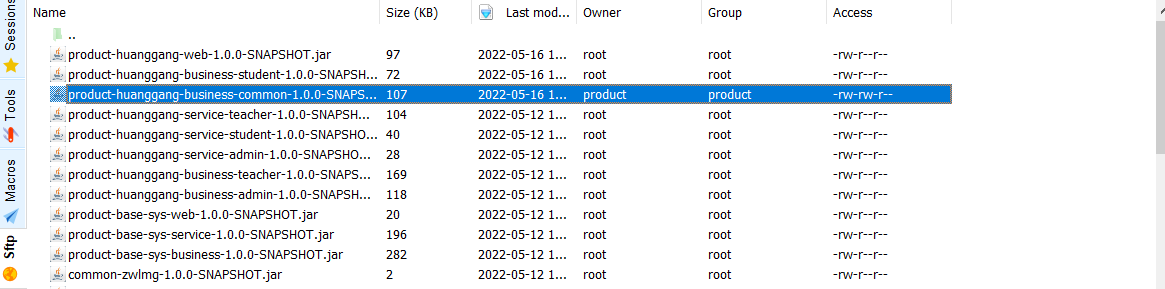 Name Size (KB) Last mod... Owner Group Access
..
product-huanggang-web-1.0.0-SNAPSHOT.jar 97 2022-05-16 1... root root -rw-r--r--
product-huanggang-business-student-1.0.0-SNAPSH... 72 2022-05-16 1... root root -rw-r--r--
product-huanggang-business-common-1.0.0-SNAPS... 107 2022-05-16 1... product product -rw-rw-r--
product-huanggang-service-teacher-1.0.0-SNAPSHO... 104 2022-05-12 1... root root -rw-r--r--
product-huanggang-service-student-1.0.0-SNAPSHO... 40 2022-05-12 1... root root -rw-r--r--
product-huanggang-service-admin-1.0.0-SNAPSHO... 28 2022-05-12 1... root root -rw-r--r--
product-huanggang-business-teacher-1.0.0-SNAPS... 169 2022-05-12 1... root root -rw-r--r--
product-huanggang-business-admin-1.0.0-SNAPSH... 118 2022-05-12 1... root root -rw-r--r--
product-base-sys-web-1.0.0-SNAPSHOT.jar 20 2022-05-12 1... root root -rw-r--r--
product-base-sys-service-1.0.0-SNAPSHOT.jar 196 2022-05-12 1... root root -rw-r--r--
product-base-sys-business-1.0.0-SNAPSHOT.jar 282 2022-05-12 1... root root -rw-r--r--
common-zwlmg-1.0.0-SNAPSHOT.jar 2 2022-05-12 1... root root -rw-r--r--
Sessions
Tools
Macros
Sftp